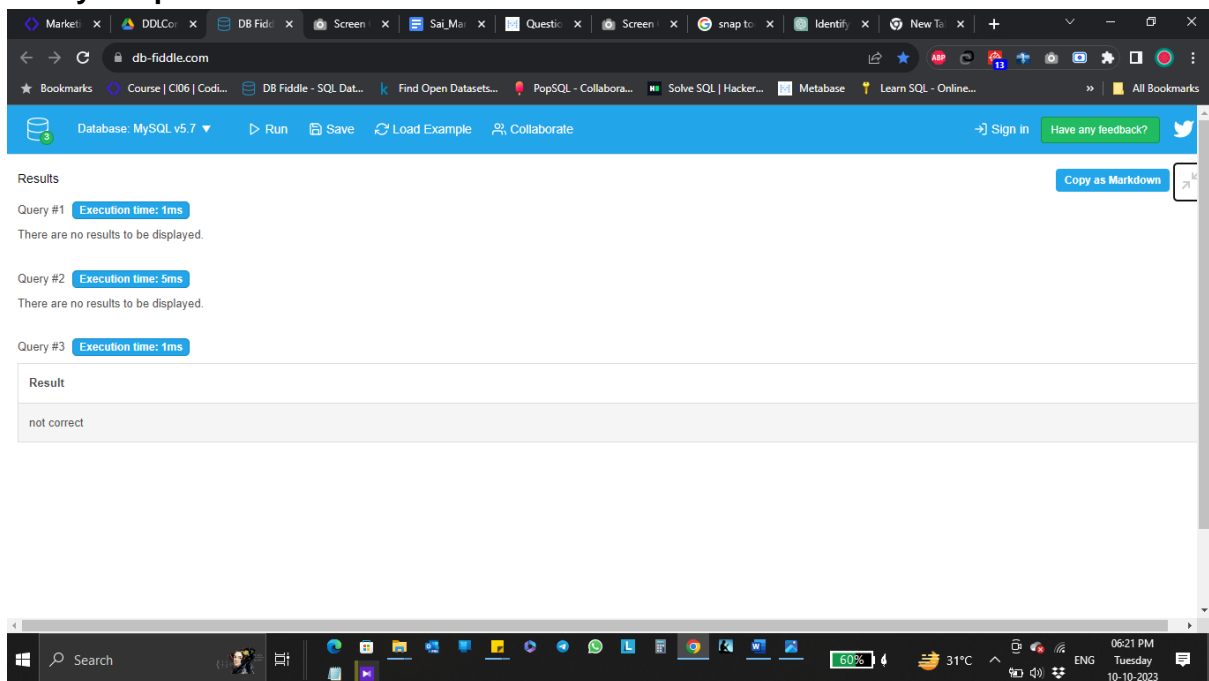 Marketi
DDLCor
DB Fidd
Screen
Sai_Mar
Questio
Screen
snap to
Identify
New Ta
db-fiddle.com
ABP
13
Bookmarks
Course | CI06 | Codi...
DB Fiddle - SQL Dat...
Find Open Datasets...
PopSQL - Collabora...
Solve SQL | Hacker...
Metabase
Learn SQL - Online...
»
All Bookmarks
3
Database: MySQL v5.7 ▼
Run
Save
Load Example
Collaborate
Sign in
Have any feedback?
Results
Copy as Markdown
Query #1 Execution time: 1ms
There are no results to be displayed.
Query #2 Execution time: 5ms
There are no results to be displayed.
Query #3 Execution time: 1ms
Result
not correct
Search
60%
31°C
ENG
06:21 PM
Tuesday
10-10-2023